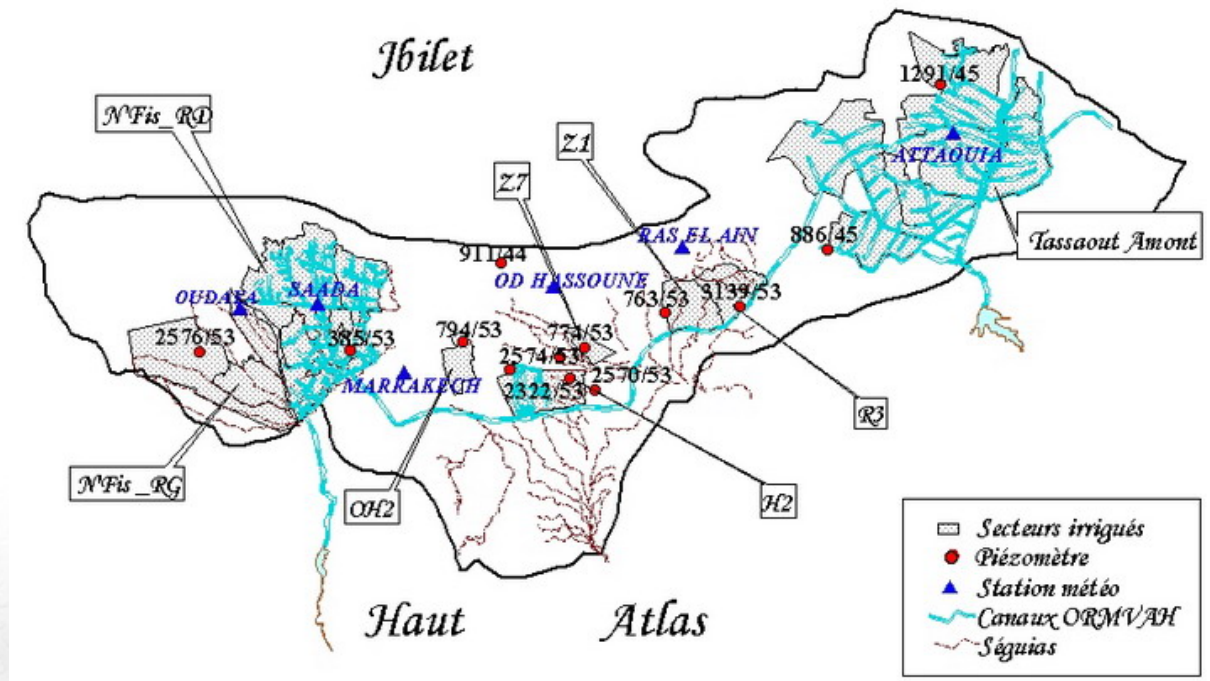 Jbilet
1291/45
N'Fis_RD
Z1
ATTAOUIA
Z7
RAS EL AIN
886/45
Tassaout Amont
911/44
OD HASSOUNE
OUDAYA
SAADA
763/53
3139/53
2576/53
385/53
794/53
774/53
2574/53
MARRAKECH
2570/53
2322/53
R3
N'Fis_RG
OH2
H2
Secteurs irrigués
Piézomètre
Station météo
Canaux ORMVAH
Séguias
Haut Atlas